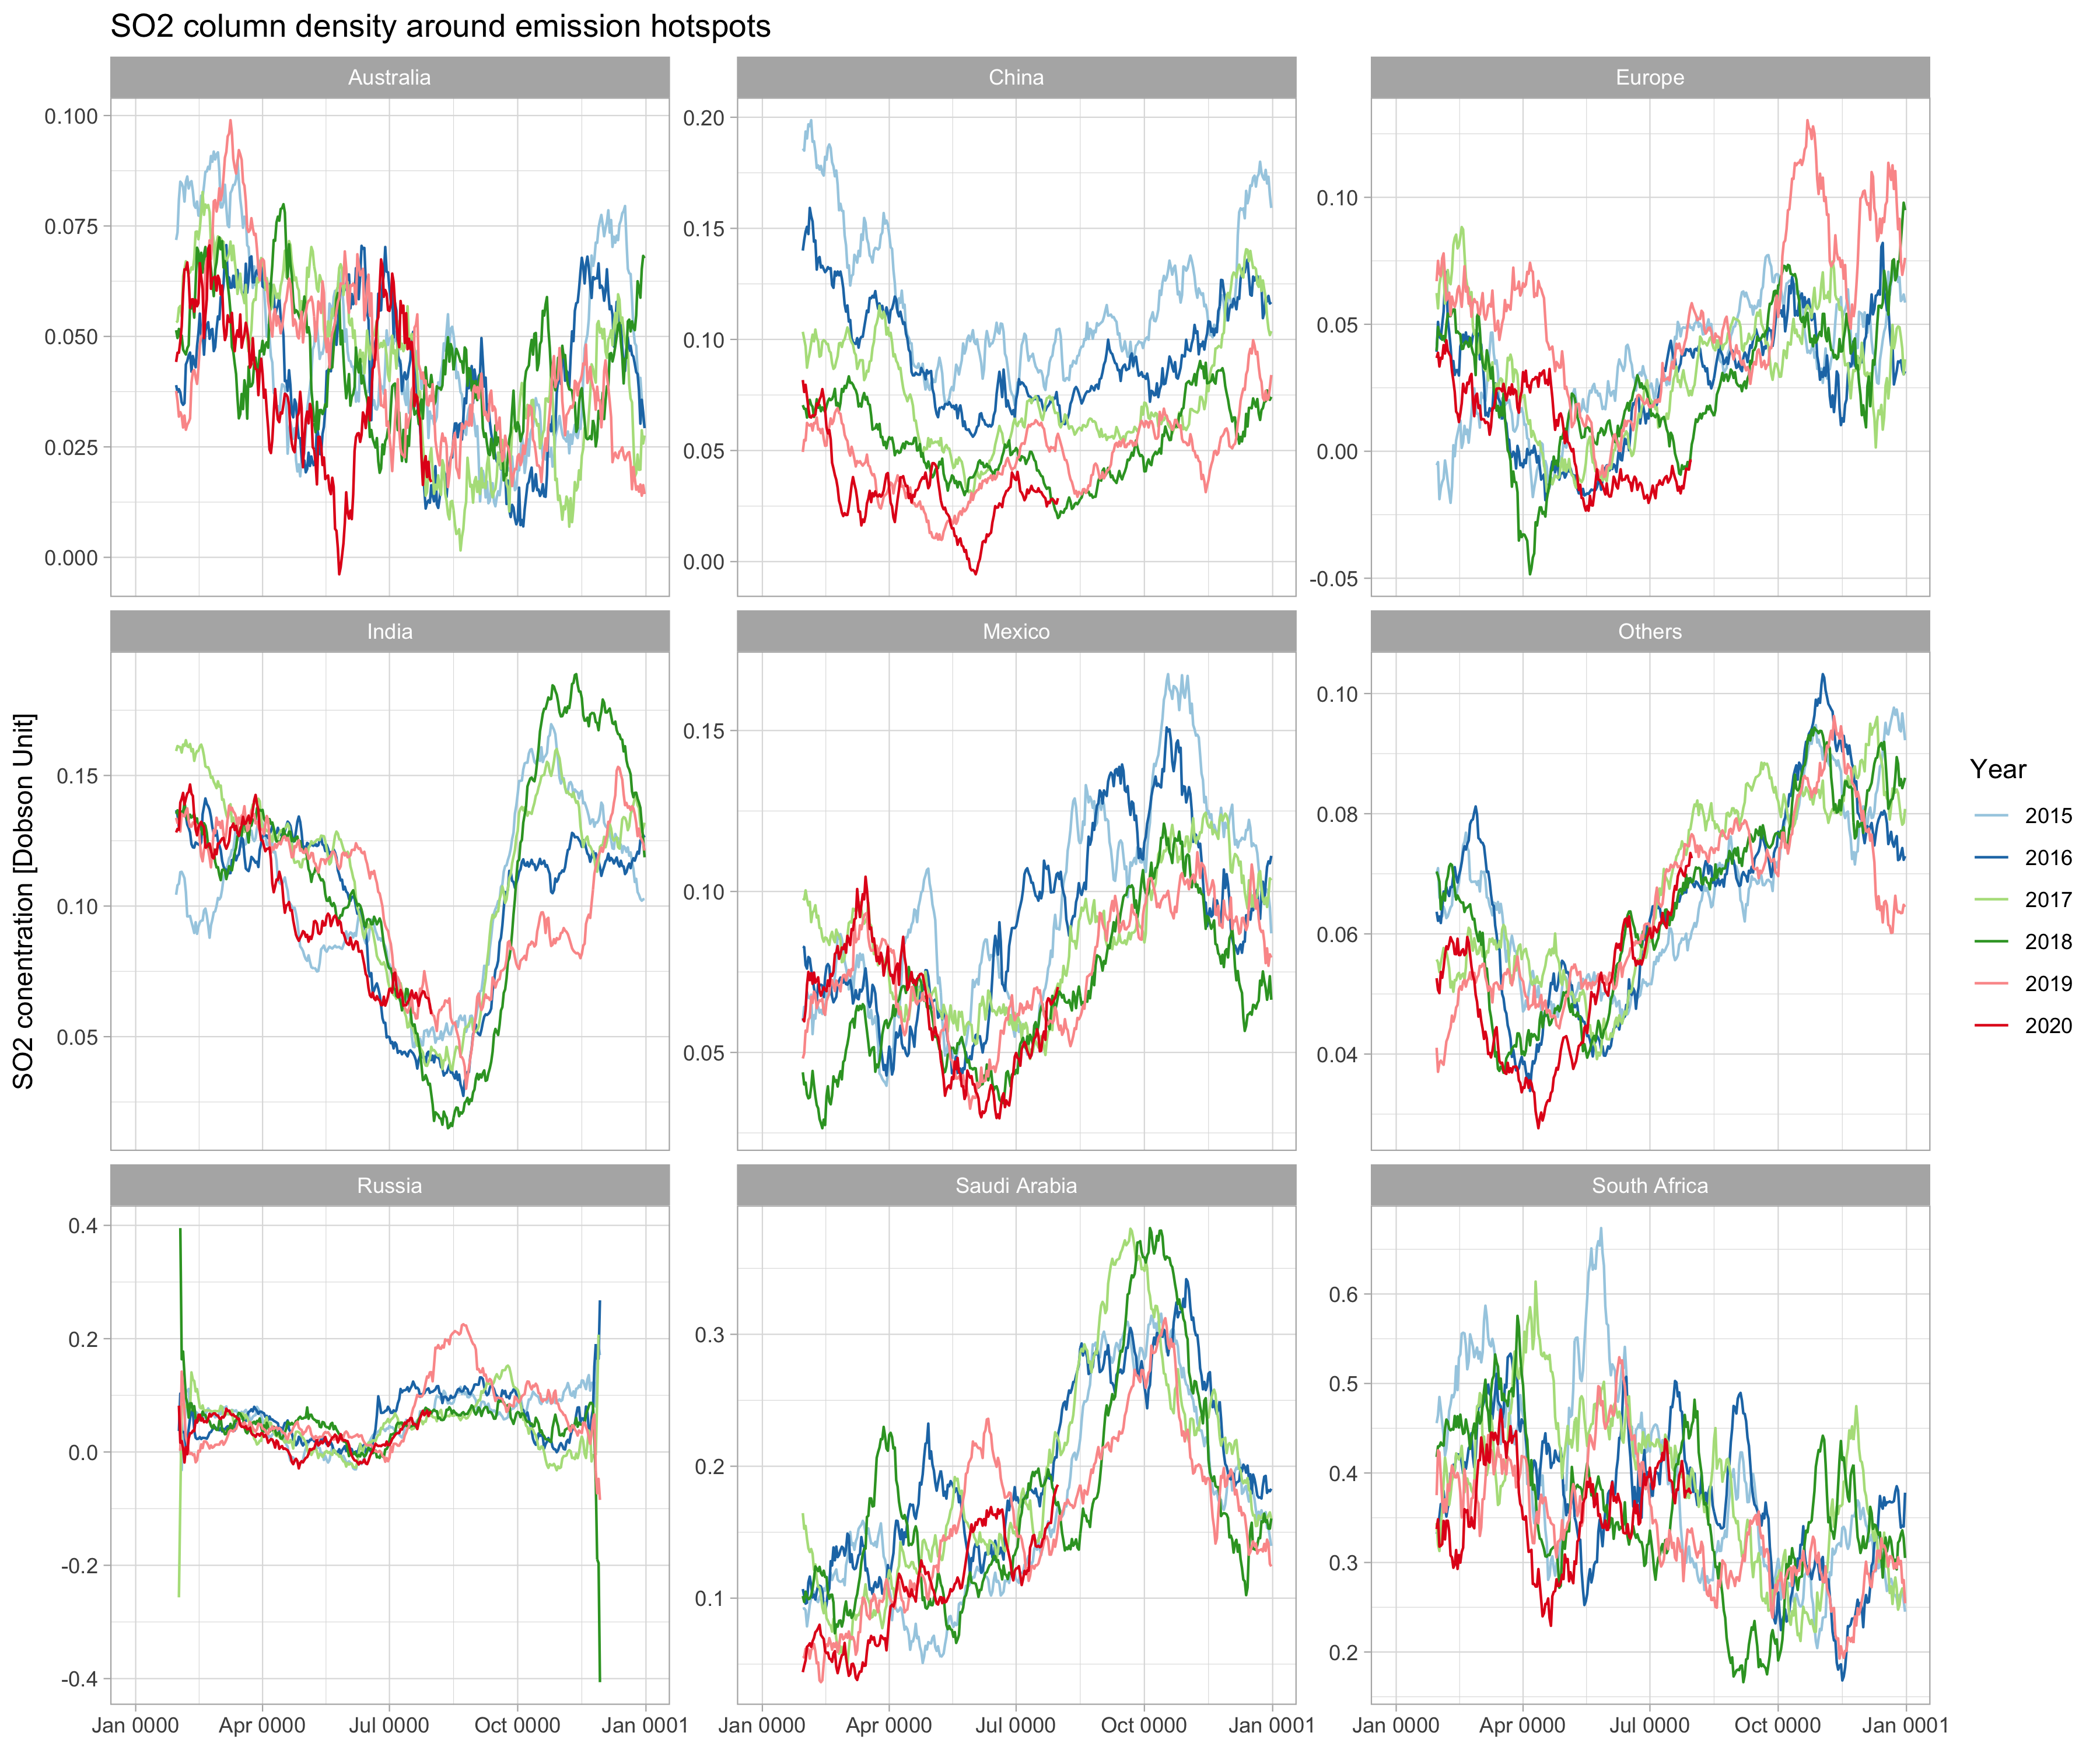 SO2 column density around emission hotspots
Australia
China
Europe
0.100
0.075
0.050
0.025
0.000
0.20
0.15
0.10
0.05
0.00
0.10
0.05
0.00
-0.05
India
Mexico
Others
0.15
0.10
0.05
0.15
0.10
0.05
0.10
0.08
0.06
0.04
Russia
Saudi Arabia
South Africa
0.4
0.2
0.0
-0.2
-0.4
0.3
0.2
0.1
0.6
0.5
0.4
0.3
0.2
Jan 0000 Apr 0000 Jul 0000 Oct 0000 Jan 0001
Jan 0000 Apr 0000 Jul 0000 Oct 0000 Jan 0001
Jan 0000 Apr 0000 Jul 0000 Oct 0000 Jan 0001
SO2 conentration [Dobson Unit]
Year
2015
2016
2017
2018
2019
2020